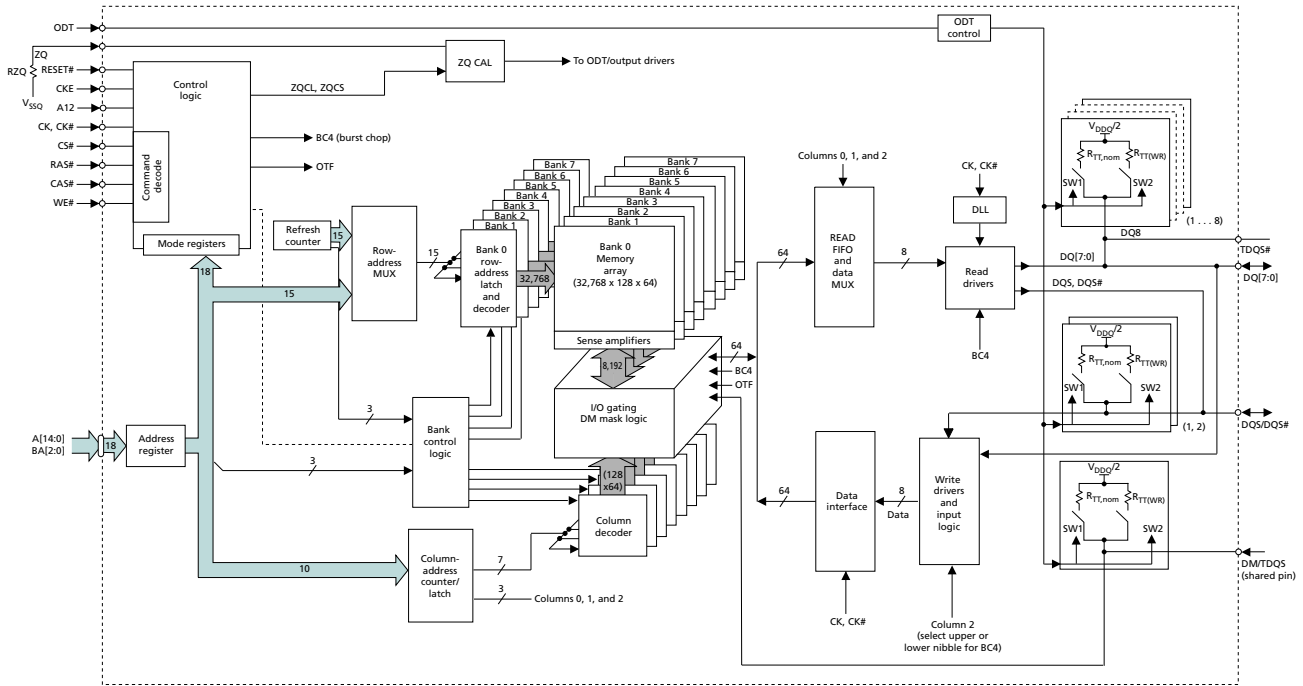 ODT
ZQ
RZQ
RESET#
CKE
VSSQ
A12
CK, CK#
CS#
RAS#
CAS#
WE#
Control
logic
Command
decode
Mode registers
ZQ CAL
To ODT/output drivers
ZQCL, ZQCS
BC4 (burst chop)
OTF
ODT
control
Refresh
counter
15
Row-
address
MUX
15
18
15
Bank 7
Bank 6
Bank 5
Bank 4
Bank 3
Bank 2
Bank 1
Bank 0
row-
address
latch
and
decoder
32,768
Bank 7
Bank 6
Bank 5
Bank 4
Bank 3
Bank 2
Bank 1
Bank 0
Memory
array
(32,768 x 128 x 64)
Sense amplifiers
8,192
64
BC4
OTF
I/O gating
DM mask logic
(128
x64)
Column
decoder
3
Bank
control
logic
3
A[14:0]
BA[2:0]
18
Address
register
10
Column-
address
counter/
latch
7
3
Columns 0, 1, and 2
Columns 0, 1, and 2
64
READ
FIFO
and
data
MUX
8
CK, CK#
DLL
Read
drivers
BC4
DQ8
DQ[7:0]
DQS, DQS#
VDDQ/2
RTT,nom
RTT(WR)
SW1
SW2
(1 . . . 8)
TDQS#
DQ[7:0]
VDDQ/2
RTT,nom
RTT(WR)
SW1
SW2
(1, 2)
DQS/DQS#
64
Data
interface
8
Data
Write
drivers
and
input
logic
CK, CK#
Column 2
(select upper or
lower nibble for BC4)
VDDQ/2
RTT,nom
RTT(WR)
SW1
SW2
DM/TDQS
(shared pin)